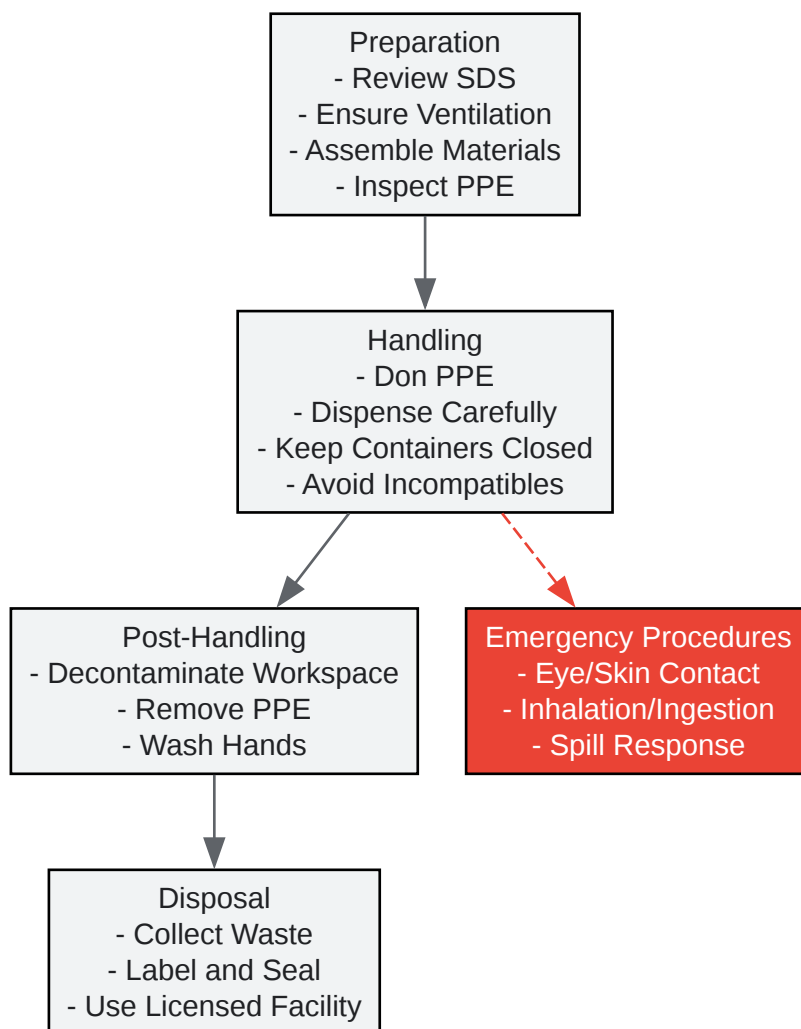 Preparation
- Review SDS
- Ensure Ventilation
- Assemble Materials
- Inspect PPE
Handling
- Don PPE
- Dispense Carefully
- Keep Containers Closed
- Avoid Incompatibles
Post-Handling
- Decontaminate Workspace
- Remove PPE
- Wash Hands
Emergency Procedures
- Eye/Skin Contact
- Inhalation/Ingestion
- Spill Response
Disposal
- Collect Waste
- Label and Seal
- Use Licensed Facility